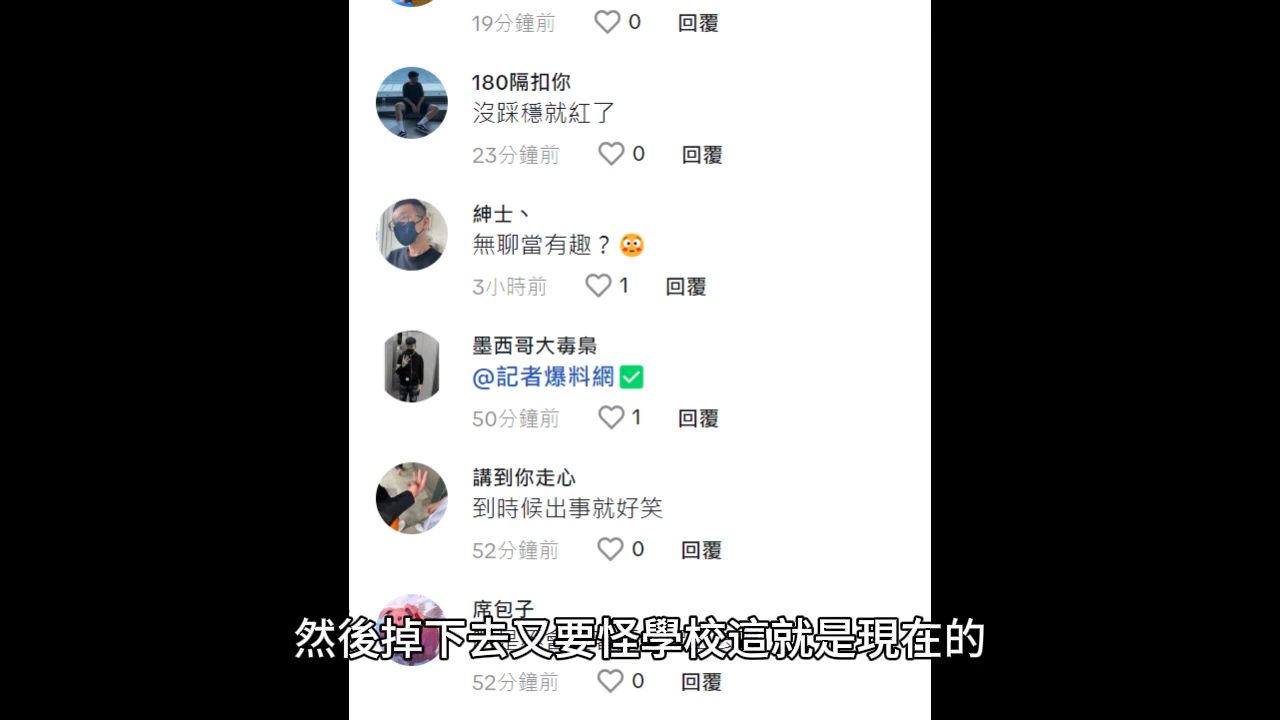 19分鐘前 0 回覆
180隔扣你
沒踩穩就紅了
23分鐘前 0 回覆
紳士丶
無聊當有趣？😳
3小時前 1 回覆
墨西哥大毒梟
@記者爆料網✅
50分鐘前 1 回覆
講到你走心
到時候出事就好笑
52分鐘前 0 回覆
席包子
然後掉下去又要怪學校這就是現在的
52分鐘前 0 回覆